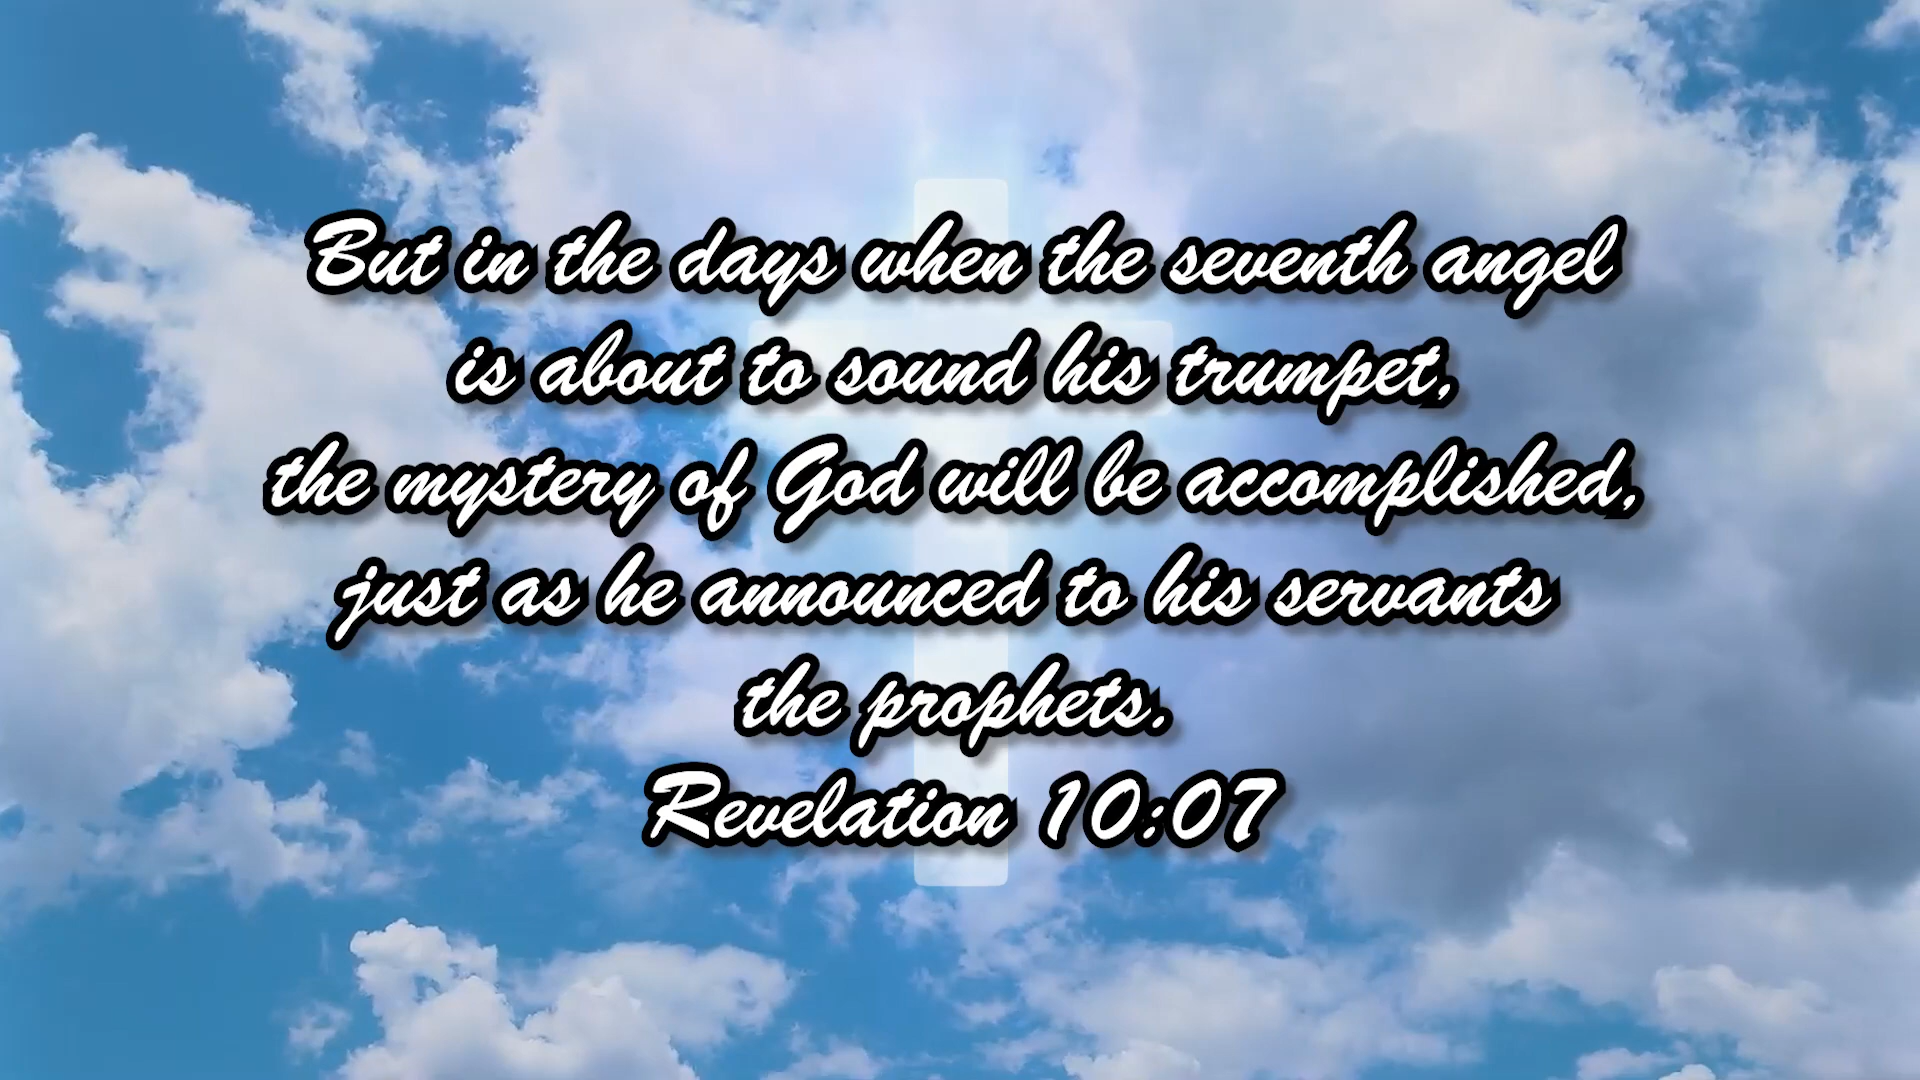 But in the days when the seventh angel
is about to sound his trumpet,
the mystery of God will be accomplished,
just as he announced to his servants
the prophets.
Revelation 10:07